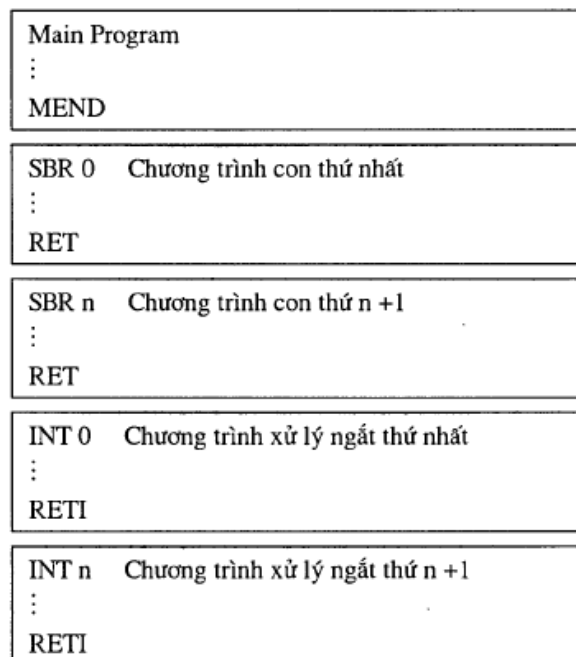 Main Program
⋮
MEND
SBR 0 Chương trình con thứ nhất
⋮
RET
SBR n Chương trình con thứ n +1
⋮
RET
INT 0 Chương trình xử lý ngắt thứ nhất
⋮
RETI
INT n Chương trình xử lý ngắt thứ n +1
⋮
RETI